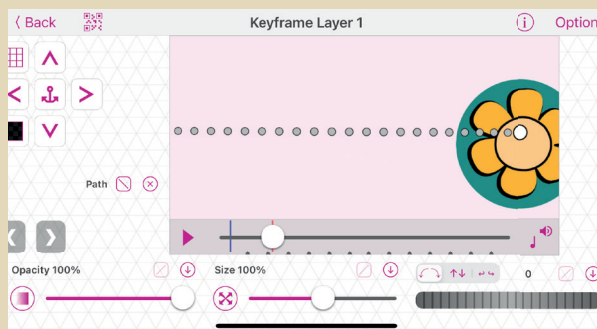 Back
Keyframe Layer 1
Option
Path
Opacity 100%
Size 100%
0